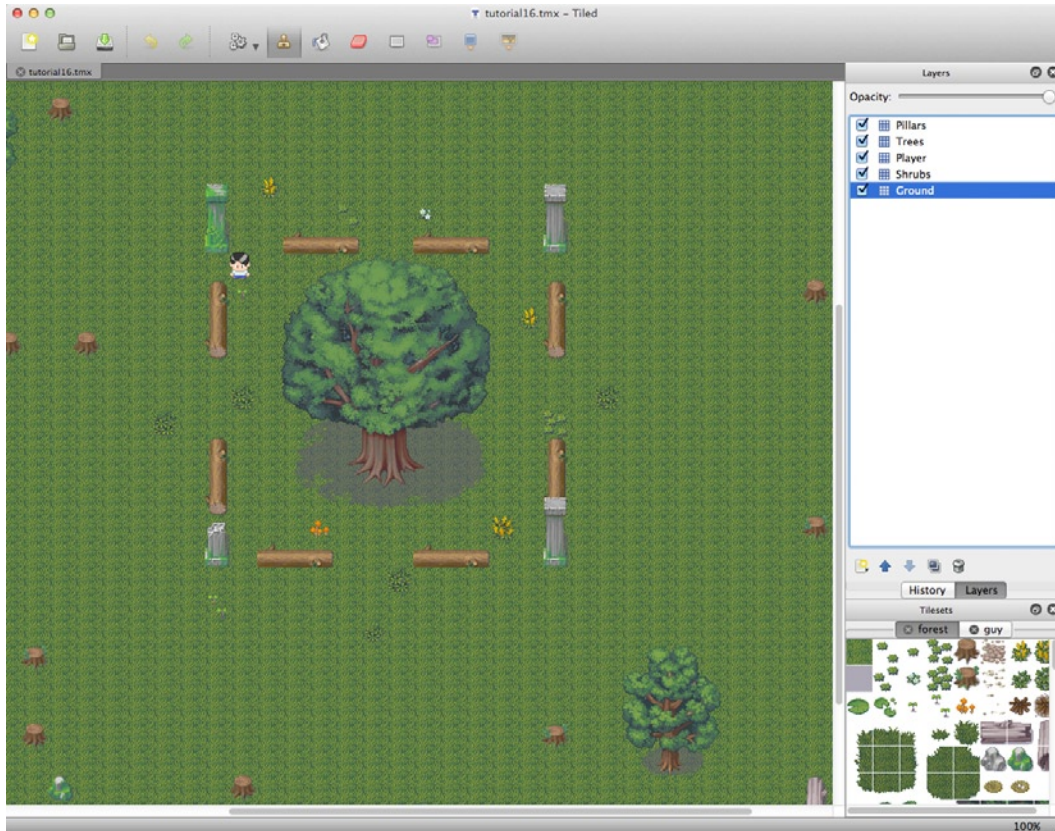 tutorial16.tmx – Tiled
tutorial16.tmx
Layers
Opacity:
Pillars
Trees
Player
Shrubs
Ground
History Layers
Tilesets
forest guy
100%